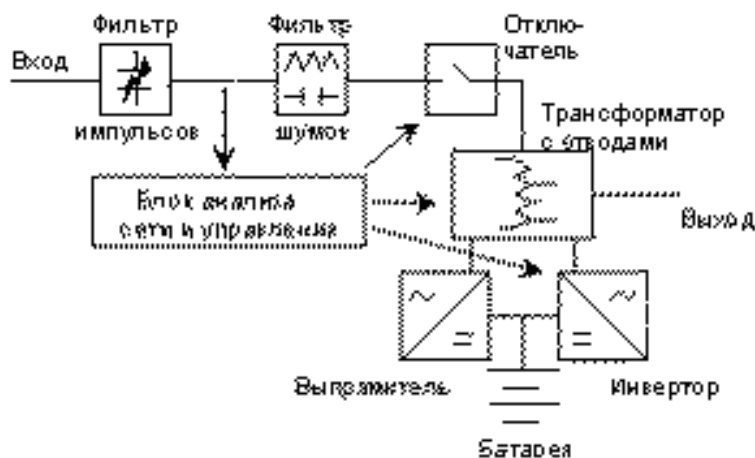 Фильтр
импульсов
Фильтр
шумов
Отклю-
чатель
Вход
Трансформатор
с отводами
Блок анализа
сети и управления
Выход
Выпрямитель
Инвертор
Батарея